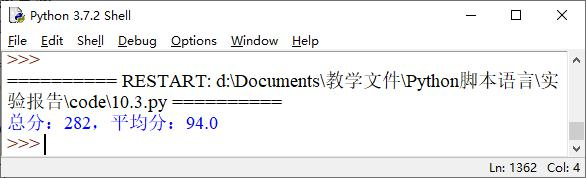 Python 3.7.2 Shell
File Edit Shell Debug Options Window Help
>>>
========== RESTART: d:\Documents\教学文件\Python脚本语言\实
验报告\code\10.3.py ==========
总分：282，平均分：94.0
>>>
Ln: 1362 Col: 4